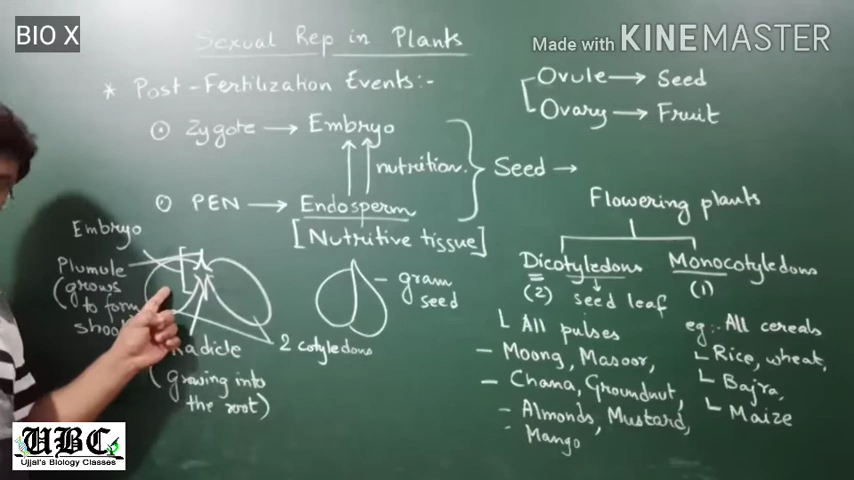 BIO X
Made with KINEMASTER
Sexual Rep in Plants
* Post-Fertilization Events:-
Ovule → Seed
Ovary → Fruit
Zygote → Embryo
nutrition.
Seed →
PEN → Endosperm
[Nutritive tissue]
Flowering plants
Dicotyledons
(2)
seed leaf
Monocotyledons
(1)
All pulses
- Moong, Masoor,
- Chana, Groundnut,
- Almonds, Mustard,
- Mango
eg:- All cereals
Rice, wheat,
Bajra,
Maize
Embryo
Plumule
(grows
to form
shoot
Radicle
(growing into
the root)
2 cotyledons
gram
seed
UBC
Ujjal's Biology Classes